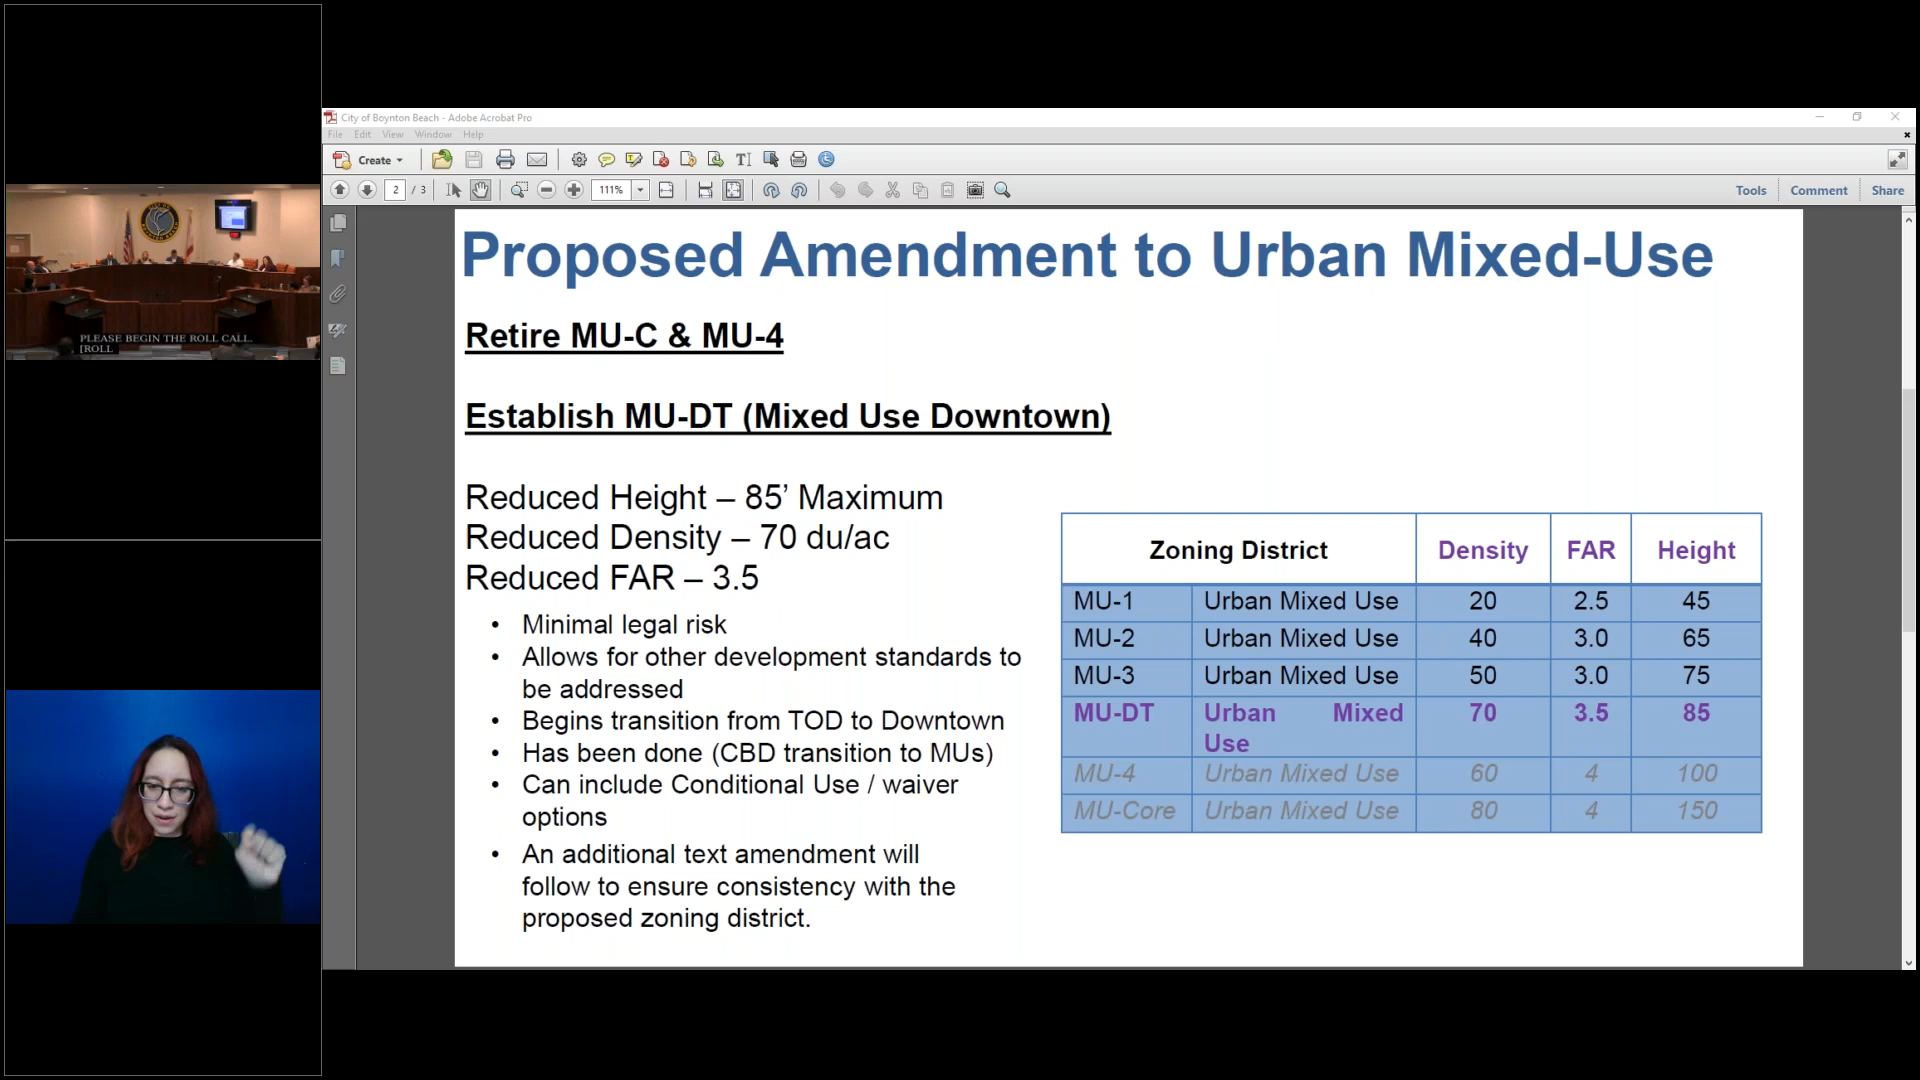 City of Boynton Beach - Adobe Acrobat Pro
File Edit View Window Help
Create
2 / 3
111%
Tools Comment Share
Proposed Amendment to Urban Mixed-Use
Retire MU-C & MU-4
Establish MU-DT (Mixed Use Downtown)
Reduced Height – 85’ Maximum
Reduced Density – 70 du/ac
Reduced FAR – 3.5
• Minimal legal risk
• Allows for other development standards to
be addressed
• Begins transition from TOD to Downtown
• Has been done (CBD transition to MUs)
• Can include Conditional Use / waiver
options
• An additional text amendment will
follow to ensure consistency with the
proposed zoning district.
Zoning District Density FAR Height
MU-1 Urban Mixed Use 20 2.5 45
MU-2 Urban Mixed Use 40 3.0 65
MU-3 Urban Mixed Use 50 3.0 75
MU-DT Urban Mixed 70 3.5 85
Use
MU-4 Urban Mixed Use 60 4 100
MU-Core Urban Mixed Use 80 4 150
PLEASE BEGIN THE ROLL CALL.
[ROLL